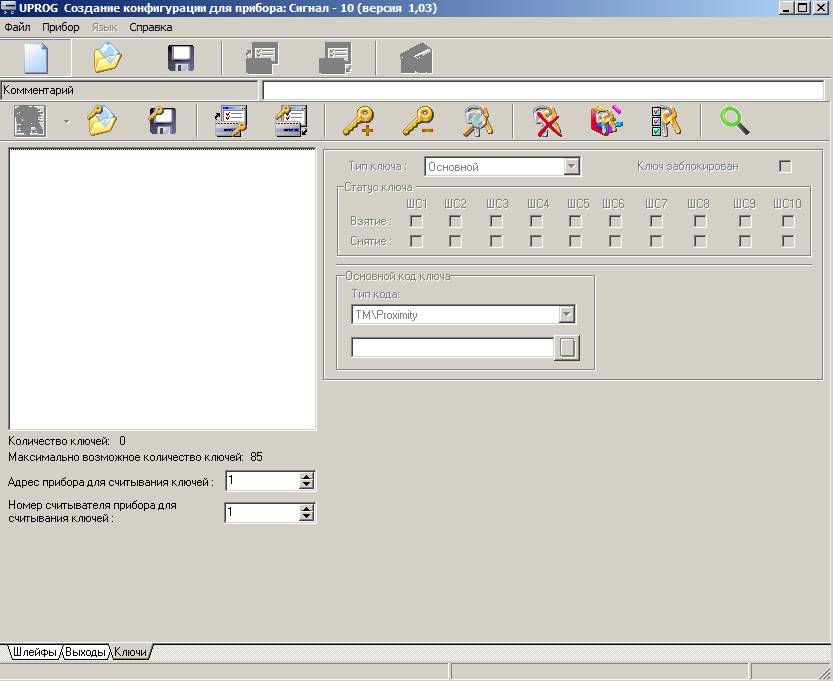 UPROG Создание конфигурации для прибора: Сигнал - 10 (версия 1,03)
Файл Прибор Язык Справка
Комментарий
Тип ключа : Основной Ключ заблокирован
Статус ключа
ШС1 ШС2 ШС3 ШС4 ШС5 ШС6 ШС7 ШС8 ШС9 ШС10
Взятие :
Снятие :
Основной код ключа
Тип кода:
TM\Proximity
Количество ключей: 0
Максимально возможное количество ключей: 85
Адрес прибора для считывания ключей : 1
Номер считывателя прибора для
считывания ключей : 1
Шлейфы Выходы Ключи